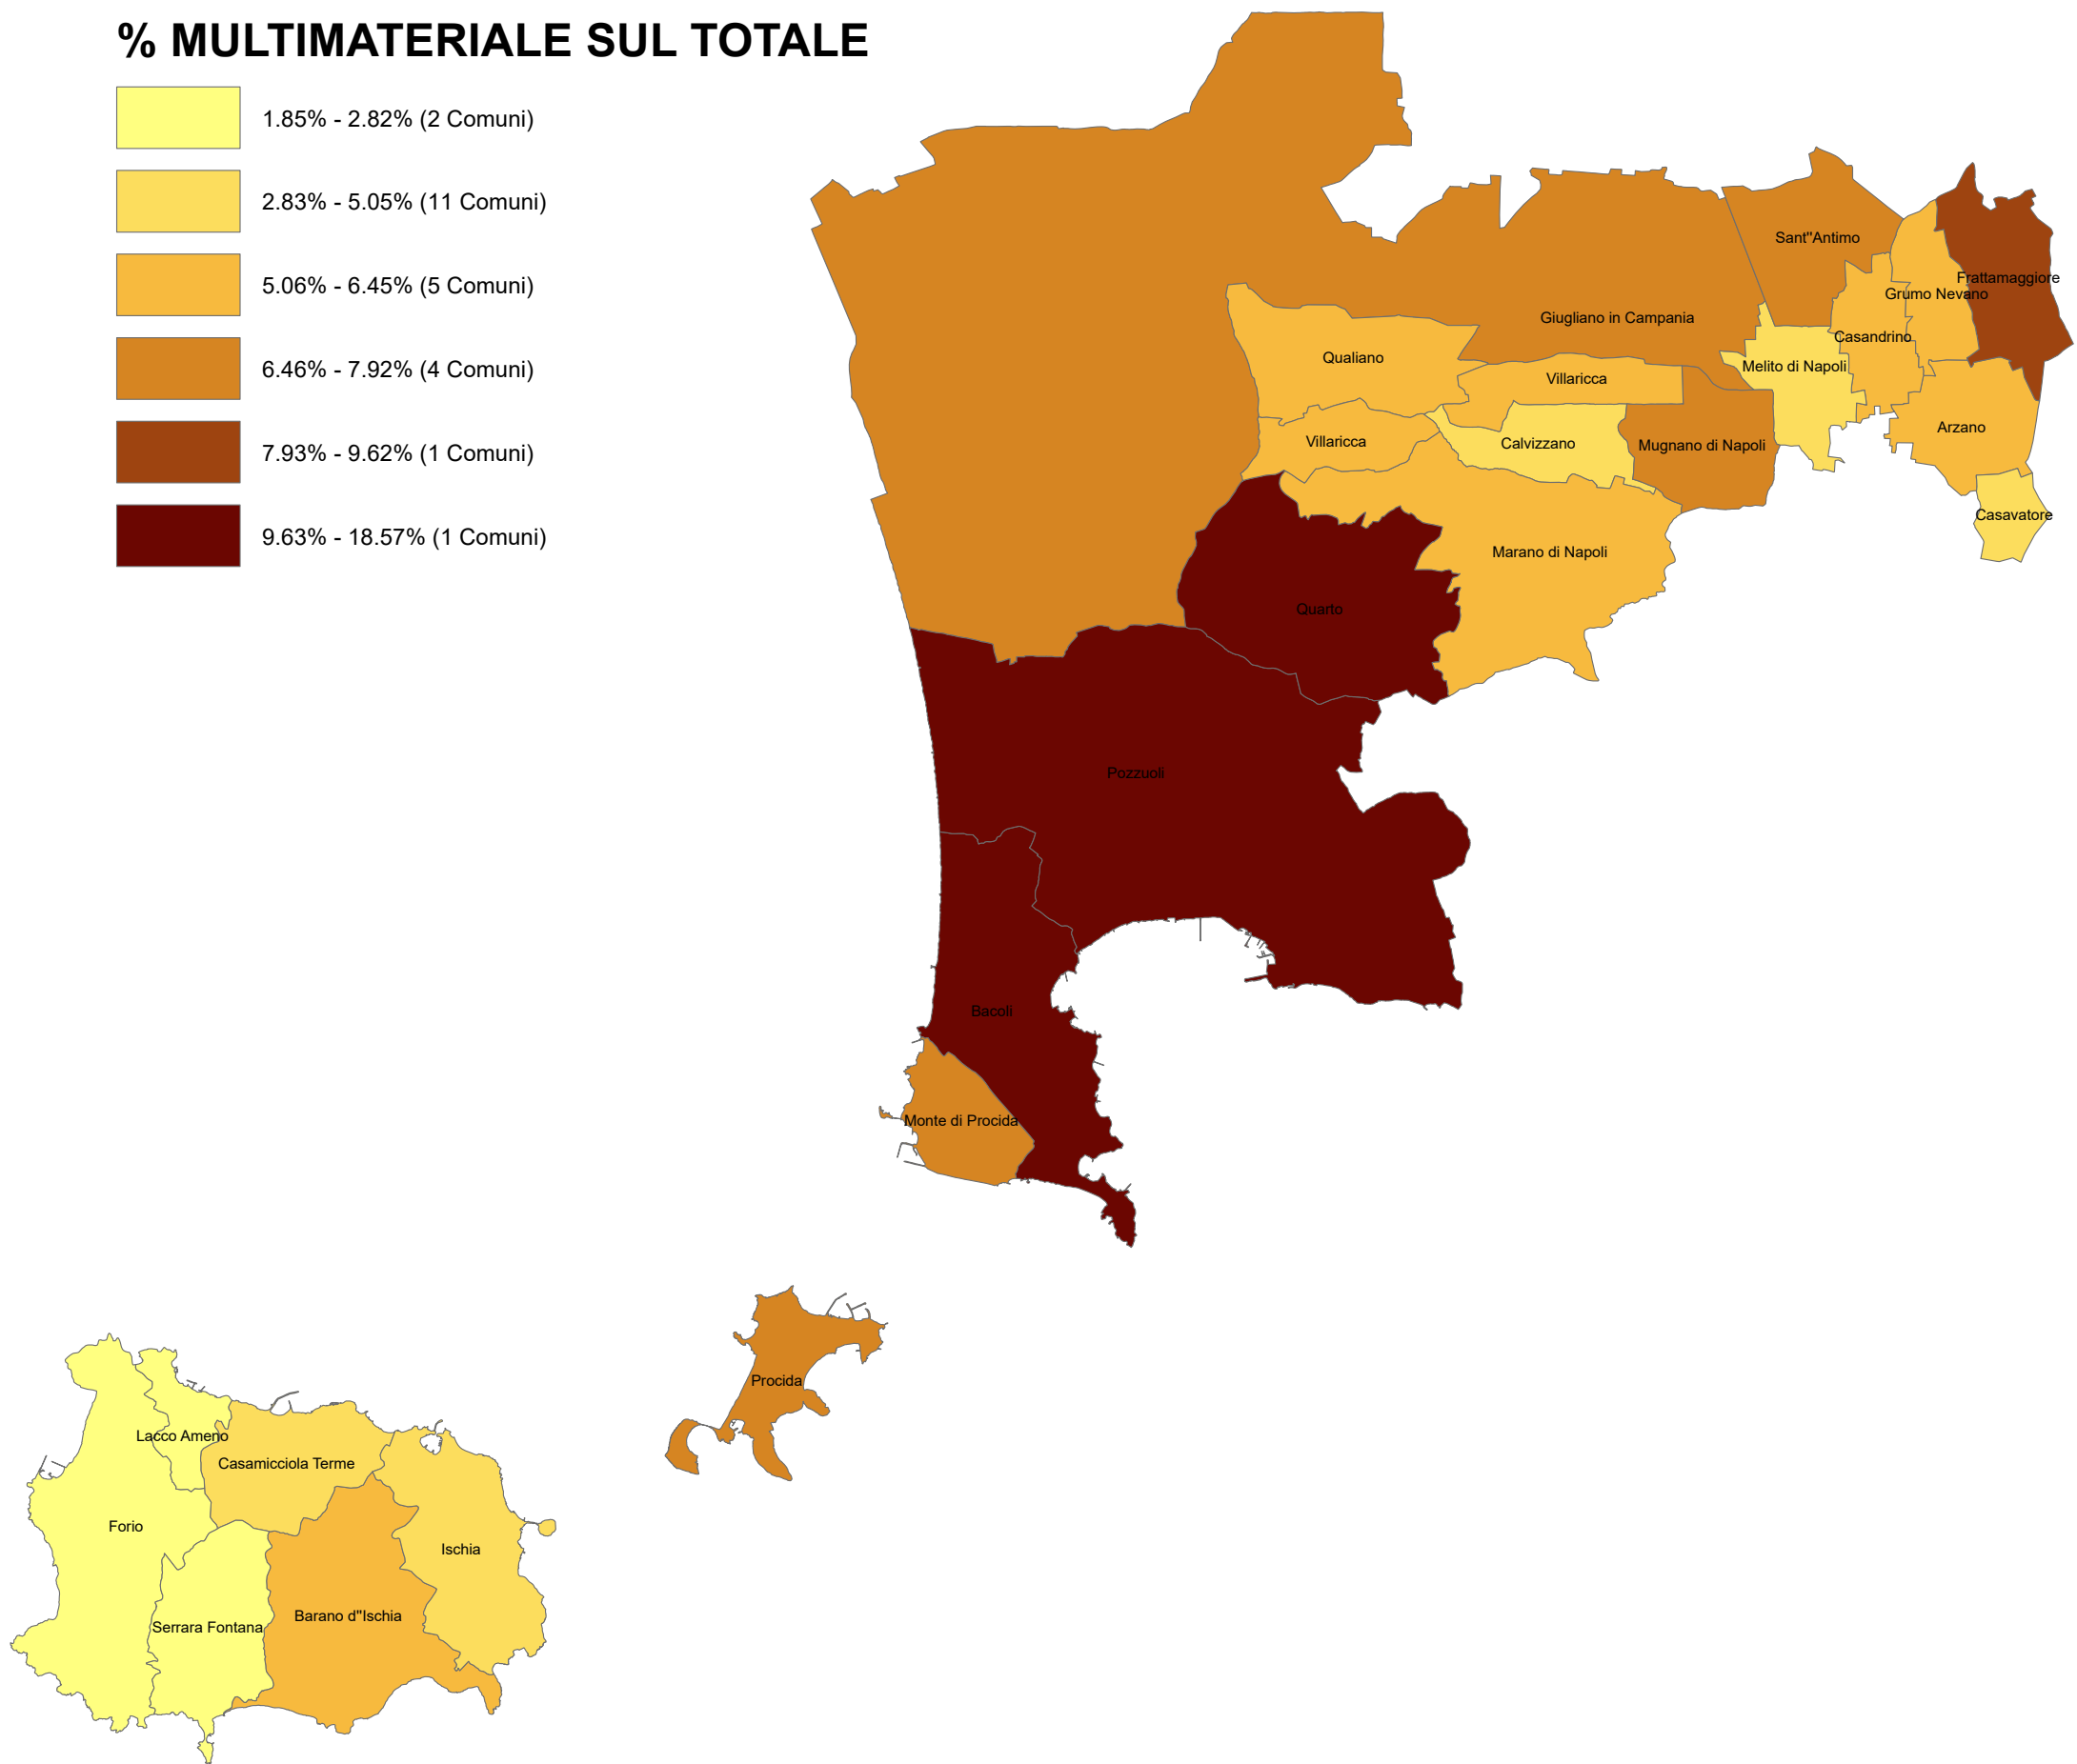 % MULTIMATERIALE SUL TOTALE
1.85% - 2.82% (2 Comuni)
2.83% - 5.05% (11 Comuni)
5.06% - 6.45% (5 Comuni)
6.46% - 7.92% (4 Comuni)
7.93% - 9.62% (1 Comuni)
9.63% - 18.57% (1 Comuni)
Sant"Antimo
Frattamaggiore
Grumo Nevano
Giugliano in Campania
Casandrino
Qualiano
Melito di Napoli
Villaricca
Arzano
Villaricca
Calvizzano
Mugnano di Napoli
Casavatore
Marano di Napoli
Quarto
Pozzuoli
Bacoli
Monte di Procida
Procida
Lacco Ameno
Casamicciola Terme
Forio
Ischia
Barano d"Ischia
Serrara Fontana